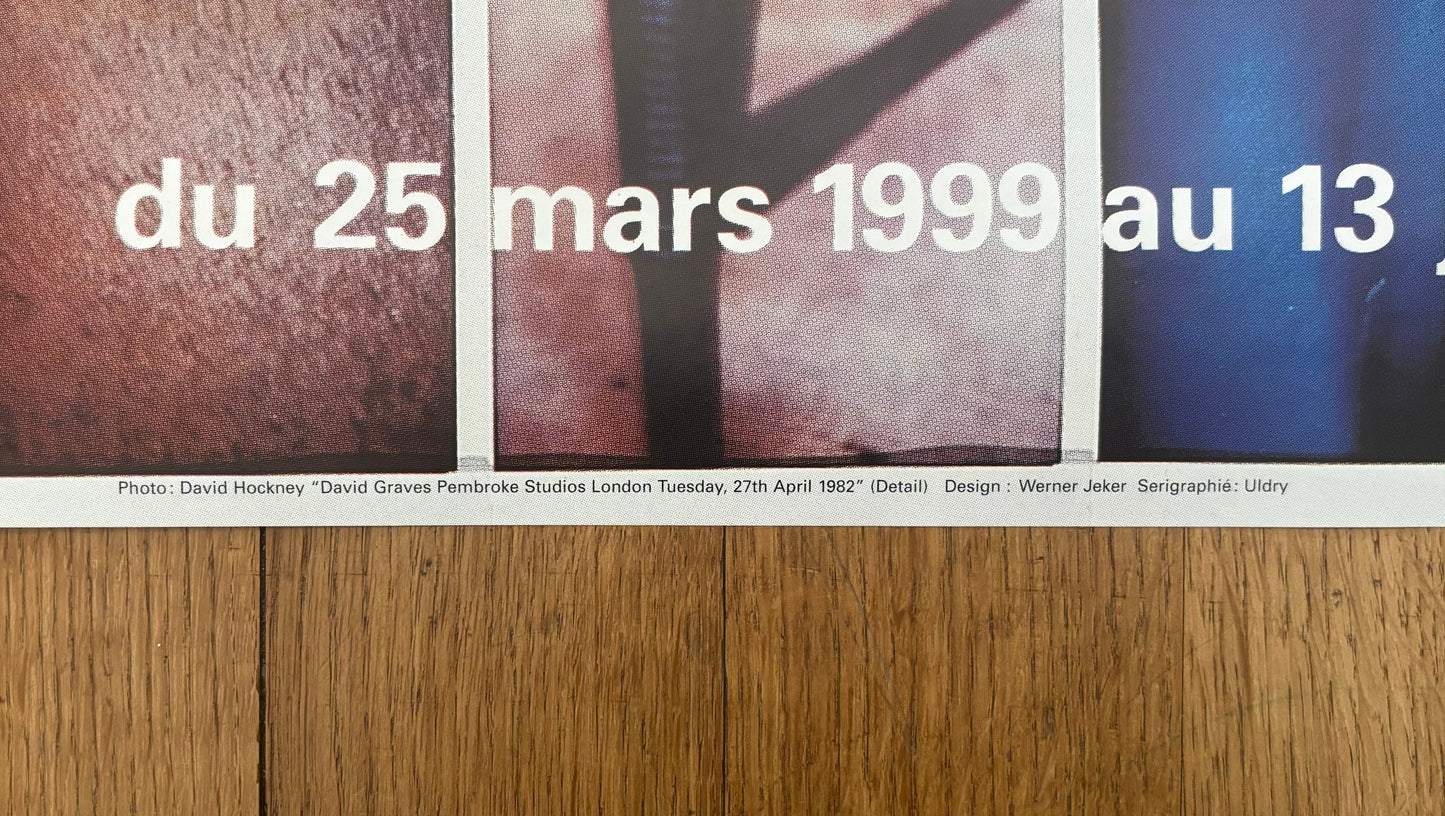 du 25 mars 1999 au 13
Photo: David Hockney “David Graves Pembroke Studios London Tuesday, 27th April 1982” (Detail) Design : Werner Jeker Serigraphié: Uldry